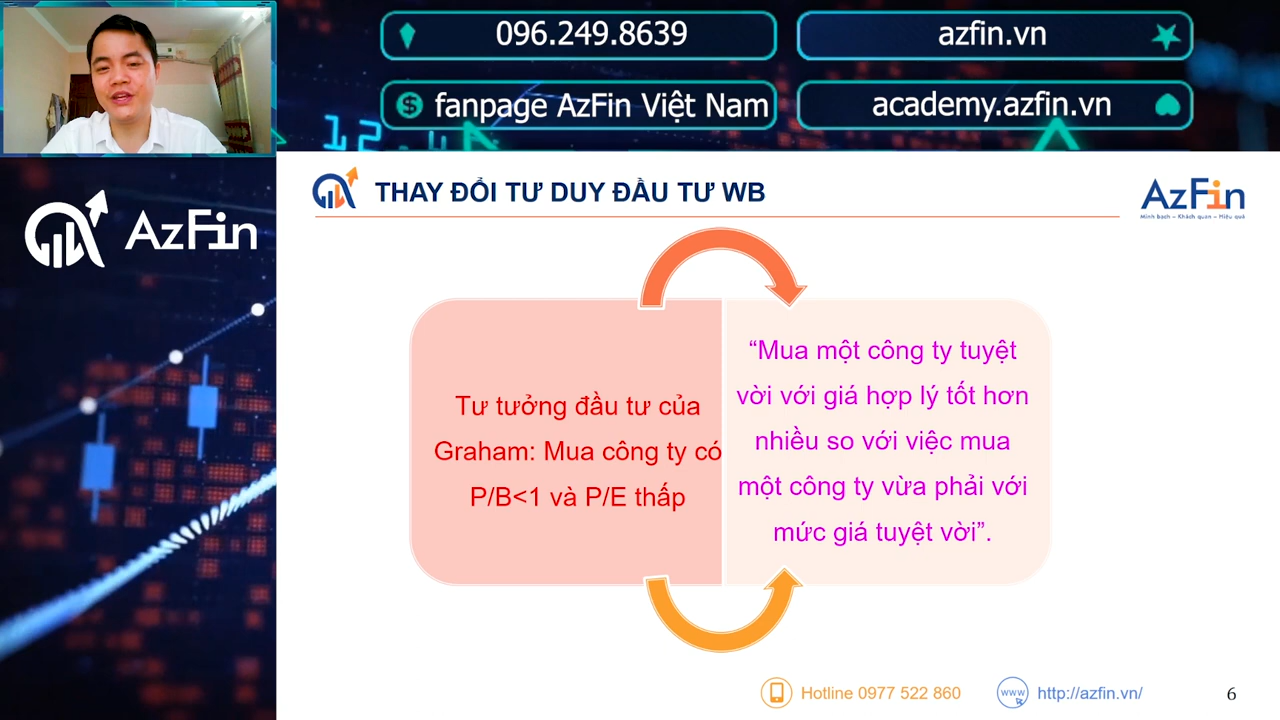 096.249.8639
azfin.vn
fanpage AzFin Việt Nam
academy.azfin.vn
AzFin
THAY ĐỔI TƯ DUY ĐẦU TƯ WB
AzFin
Minh bạch – Khách quan – Hiệu quả
Tư tưởng đầu tư của
Graham: Mua công ty có
P/B<1 và P/E thấp
“Mua một công ty tuyệt
vời với giá hợp lý tốt hơn
nhiều so với việc mua
một công ty vừa phải với
mức giá tuyệt vời”.
Hotline 0977 522 860
www
http://azfin.vn/
6